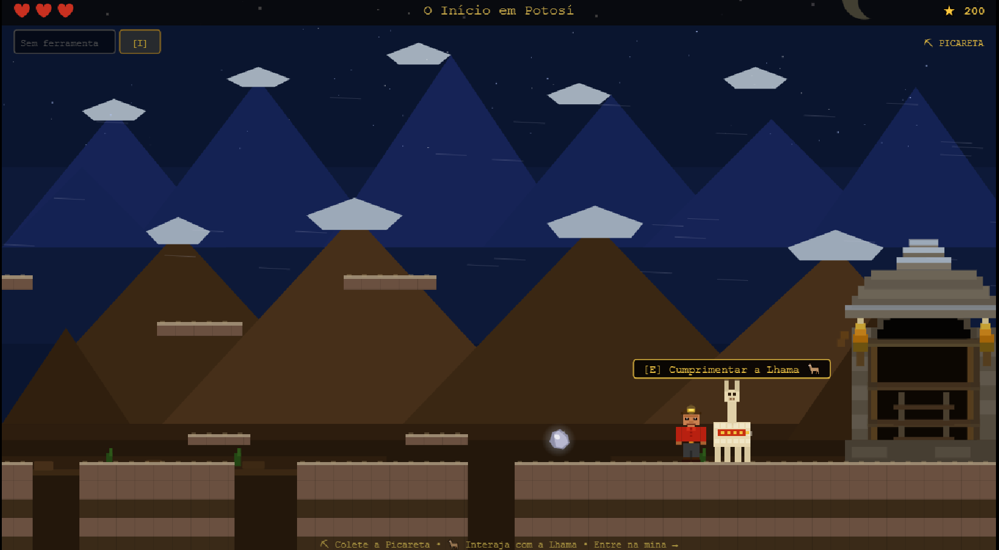 O Início em Potosí
★ 200
Sem ferramenta
[I]
⛏ PICARETA
[E] Cumprimentar a Lhama 🦙
⛏ Colete a Picareta • 🦙 Interaja com a Lhama • Entre na mina →